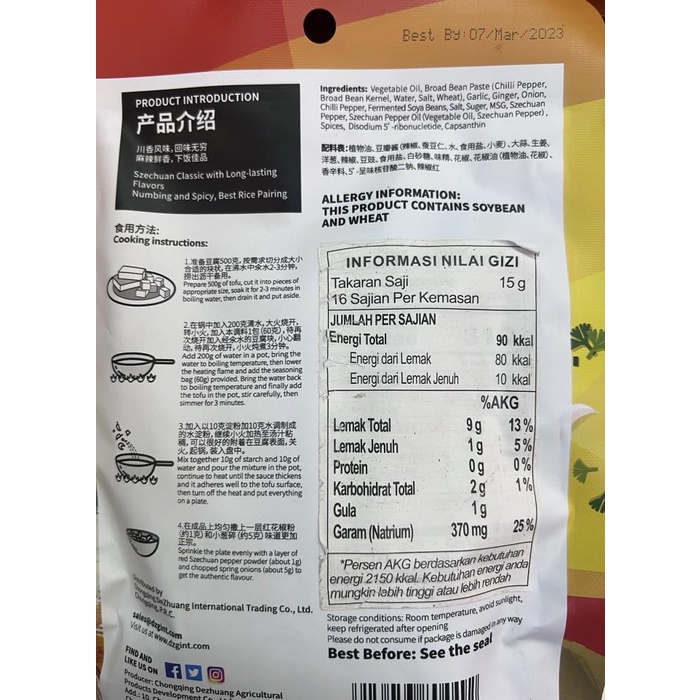 Best By:07/Mar/2023
PRODUCT INTRODUCTION
产品介绍
川香风味,回味无穷
麻辣鲜香,下饭佳品
Szechuan Classic with Long-lasting
Flavors
Numbing and Spicy, Best Rice Pairing
食用方法:
Cooking instructions:
1.准备豆腐500克,按需求切分成大小
合适的块状,在沸水中汆水2-3分钟,
捞出沥干备用。
Prepare 500g of tofu, cut it into pieces of
appropriate size, soak it for 2-3 minutes in
boiling water, then drain it and put aside.
2.在锅中加入200克清水,大火烧开,
转小火,加入本调料1包(60克),待再
次烧开加入经汆水的豆腐块,小心翻
动,待再次烧开,小火炖煮3分钟。
Add 200g of water in a pot, bring the
water to boiling temperature, then lower
the heating flame and add the seasoning
bag (60g) provided. Bring the water back
to boiling temperature and finally add
the tofu in the pot, stir carefully, then
simmer for 3 minutes.
3.加入以10克淀粉加10克水调制成
的水淀粉,继续小火加热至汤汁粘
稠,可以很好的附着在豆腐表面,关
火,起锅,装入盘中。
Mix together 10g of starch and 10g of
water and pour the mixture in the pot,
continue to heat until the sauce thickens
and it adheres well to the tofu surface,
then turn off the heat and put everything
on a plate.
4.在成品上均匀撒上一层红花椒粉
(约1克)和小葱碎(约5克)味道更加
正宗。
Sprinkle the plate evenly with a layer of
red Szechuan pepper powder (about 1g)
and chopped spring onions (about 5g) to
get the authentic flavour.
Distributed by
Chongqing DeZhuang International Trading Co., Ltd.
Chongqing, P.R.C.
sales@dzgint.com
Visit us at www.dzgint.com
FIND AND
LIKE US ON
Producer: Chongqing Dezhuang Agricultural
Products Development Co.,
Add.: 10,
Ingredients: Vegetable Oil, Broad Bean Paste (Chilli Pepper,
Broad Bean Kernel, Water, Salt, Wheat), Garlic, Ginger, Onion,
Chilli Pepper, Fermented Soya Beans, Salt, Suger, MSG, Szechuan
Pepper, Szechuan Pepper Oil (Vegetable Oil, Szechuan Pepper),
Spices, Disodium 5'-ribonucletide, Capsanthin
配料表:植物油、豆瓣酱(辣椒、蚕豆仁、水、食用盐、小麦)、大蒜、生姜、
洋葱、辣椒、豆豉、食用盐、白砂糖、味精、花椒、花椒油(植物油、花椒)、
香辛料、5'-呈味核苷酸二钠、辣椒红
ALLERGY INFORMATION:
THIS PRODUCT CONTAINS SOYBEAN
AND WHEAT
INFORMASI NILAI GIZI
Takaran Saji 15 g
16 Sajian Per Kemasan
JUMLAH PER SAJIAN
Energi Total 90 kkal
Energi dari Lemak 80 kkal
Energi dari Lemak Jenuh 10 kkal
%AKG
Lemak Total 9 g 13 %
Lemak Jenuh 1 g 5 %
Protein 0 g 0 %
Karbohidrat Total 2 g 1 %
Gula 1 g
Garam (Natrium) 370 mg 25 %
*Persen AKG berdasarkan kebutuhan
energi 2150 kkal. Kebutuhan energi anda
mungkin lebih tinggi atau lebih rendah
Storage conditions: Room temperature, avoid sunlight,
keep refrigerated after opening
Please do not consume if package is damaged in any way
Best Before: See the seal